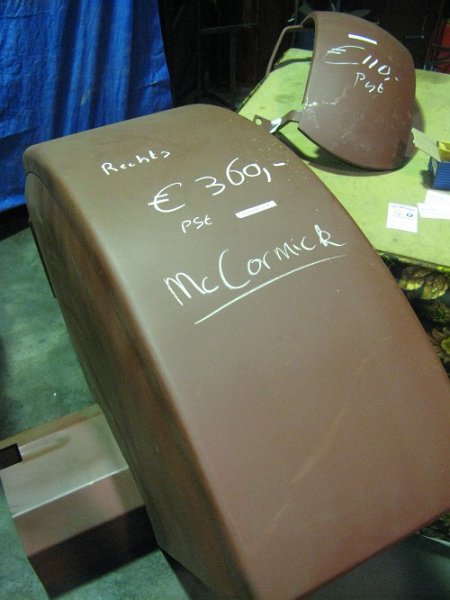 € 110,-
Pst
Rechts
€ 360,-
pst
McCormick